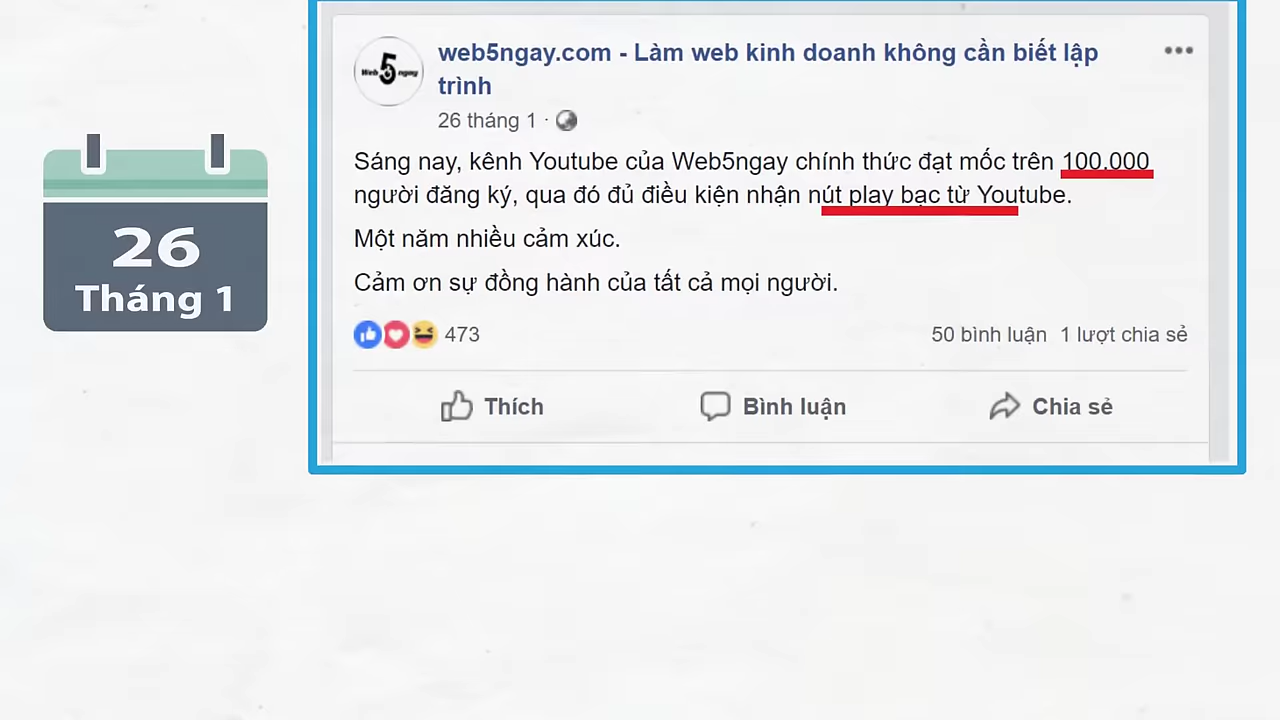 26
Tháng 1
Web 5 ngay
web5ngay.com - Làm web kinh doanh không cần biết lập
trình
26 tháng 1 ·
Sáng nay, kênh Youtube của Web5ngay chính thức đạt mốc trên 100.000
người đăng ký, qua đó đủ điều kiện nhận nút play bạc từ Youtube.
Một năm nhiều cảm xúc.
Cảm ơn sự đồng hành của tất cả mọi người.
473 50 bình luận 1 lượt chia sẻ
Thích Bình luận Chia sẻ